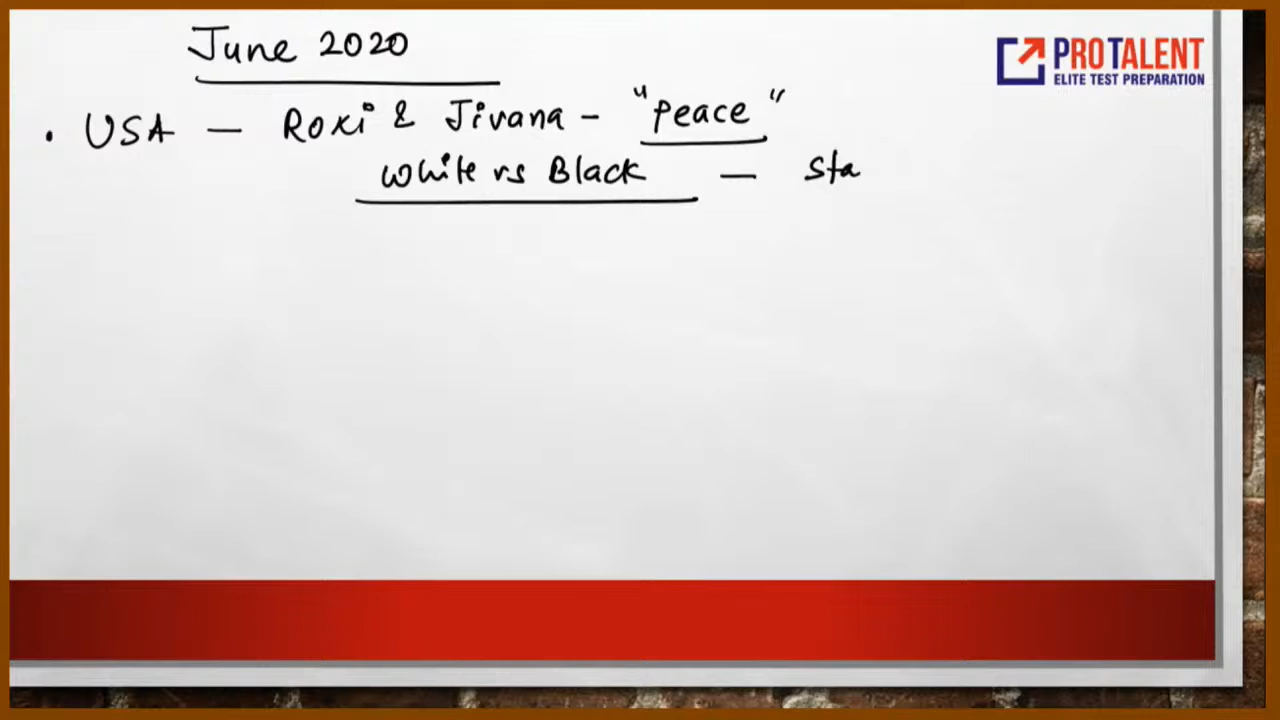 June 2020
PROTALENT
ELITE TEST PREPARATION
. USA - Roxi & Jivana - "Peace"
White vs Black - Sta